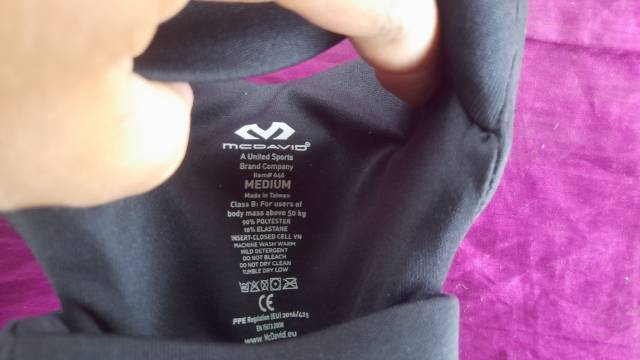 McDAVID®
A United Sports
Brand Company
Item# 646
MEDIUM
Made in Taiwan
Class B: For users of
body mass above 50 kg
90% POLYESTER
10% ELASTANE
INSERT-CLOSED CELL VN
MACHINE WASH WARM
MILD DETERGENT
DO NOT BLEACH
DO NOT DRY CLEAN
TUMBLE DRY LOW
CE
PPE Regulation (EU) 2016/425
www.McDavid.eu